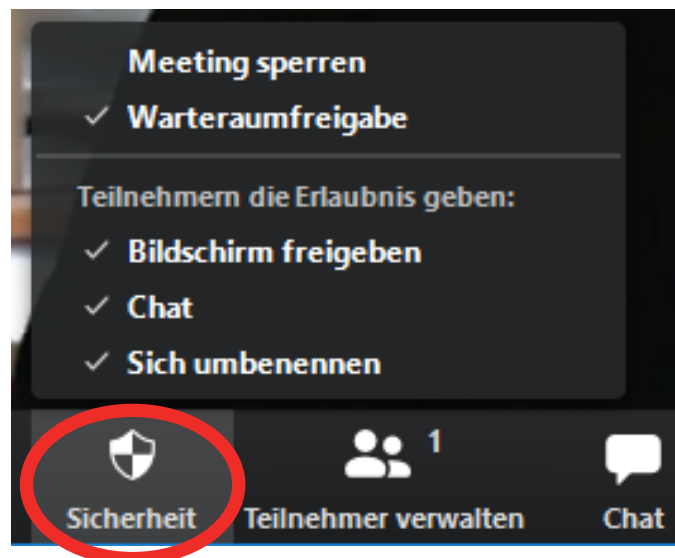 Meeting sperren
✓ Warteraumfreigabe
Teilnehmern die Erlaubnis geben:
✓ Bildschirm freigeben
✓ Chat
✓ Sich umbenennen
1
Sicherheit Teilnehmer verwalten Chat